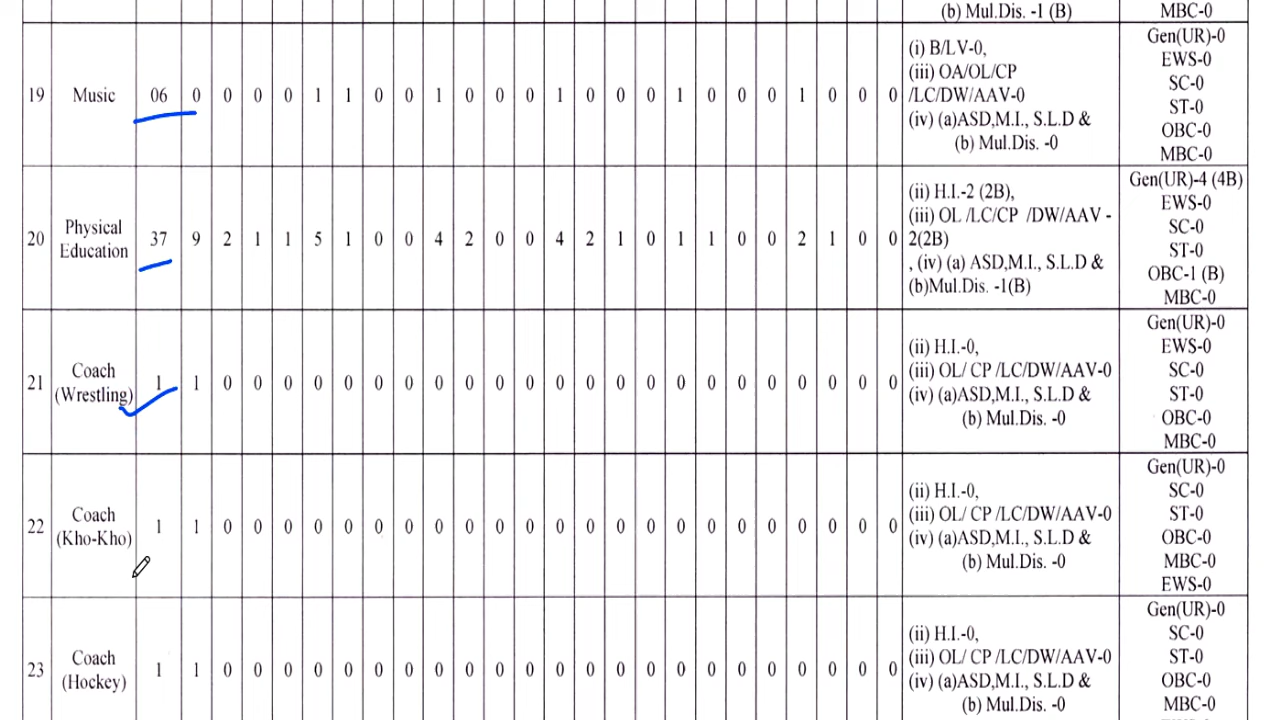 (b) Mul.Dis. -1 (B) MBC-0
19 Music 06 0 0 0 0 1 1 0 0 1 0 0 0 1 0 0 0 1 0 0 0 1 0 0 0
(i) B/LV-0,
(iii) OA/OL/CP
/LC/DW/AAV-0
(iv) (a)ASD,M.I., S.L.D &
(b) Mul.Dis. -0
Gen(UR)-0
EWS-0
SC-0
ST-0
OBC-0
MBC-0
20 Physical Education 37 9 2 1 1 5 1 0 0 4 2 0 0 4 2 1 0 1 1 0 0 2 1 0 0
(ii) H.I.-2 (2B),
(iii) OL /LC/CP /DW/AAV -
2(2B)
, (iv) (a) ASD,M.I., S.L.D &
(b)Mul.Dis. -1(B)
Gen(UR)-4 (4B)
EWS-0
SC-0
ST-0
OBC-1 (B)
MBC-0
21 Coach (Wrestling) 1 1 0 0 0 0 0 0 0 0 0 0 0 0 0 0 0 0 0 0 0 0 0 0 0
(ii) H.I.-0,
(iii) OL/ CP /LC/DW/AAV-0
(iv) (a)ASD,M.I., S.L.D &
(b) Mul.Dis. -0
Gen(UR)-0
EWS-0
SC-0
ST-0
OBC-0
MBC-0
22 Coach (Kho-Kho) 1 1 0 0 0 0 0 0 0 0 0 0 0 0 0 0 0 0 0 0 0 0 0 0 0
(ii) H.I.-0,
(iii) OL/ CP /LC/DW/AAV-0
(iv) (a)ASD,M.I., S.L.D &
(b) Mul.Dis. -0
Gen(UR)-0
SC-0
ST-0
OBC-0
MBC-0
EWS-0
23 Coach (Hockey) 1 1 0 0 0 0 0 0 0 0 0 0 0 0 0 0 0 0 0 0 0 0 0 0 0
(ii) H.I.-0,
(iii) OL/ CP /LC/DW/AAV-0
(iv) (a)ASD,M.I., S.L.D &
(b) Mul.Dis. -0
Gen(UR)-0
SC-0
ST-0
OBC-0
MBC-0